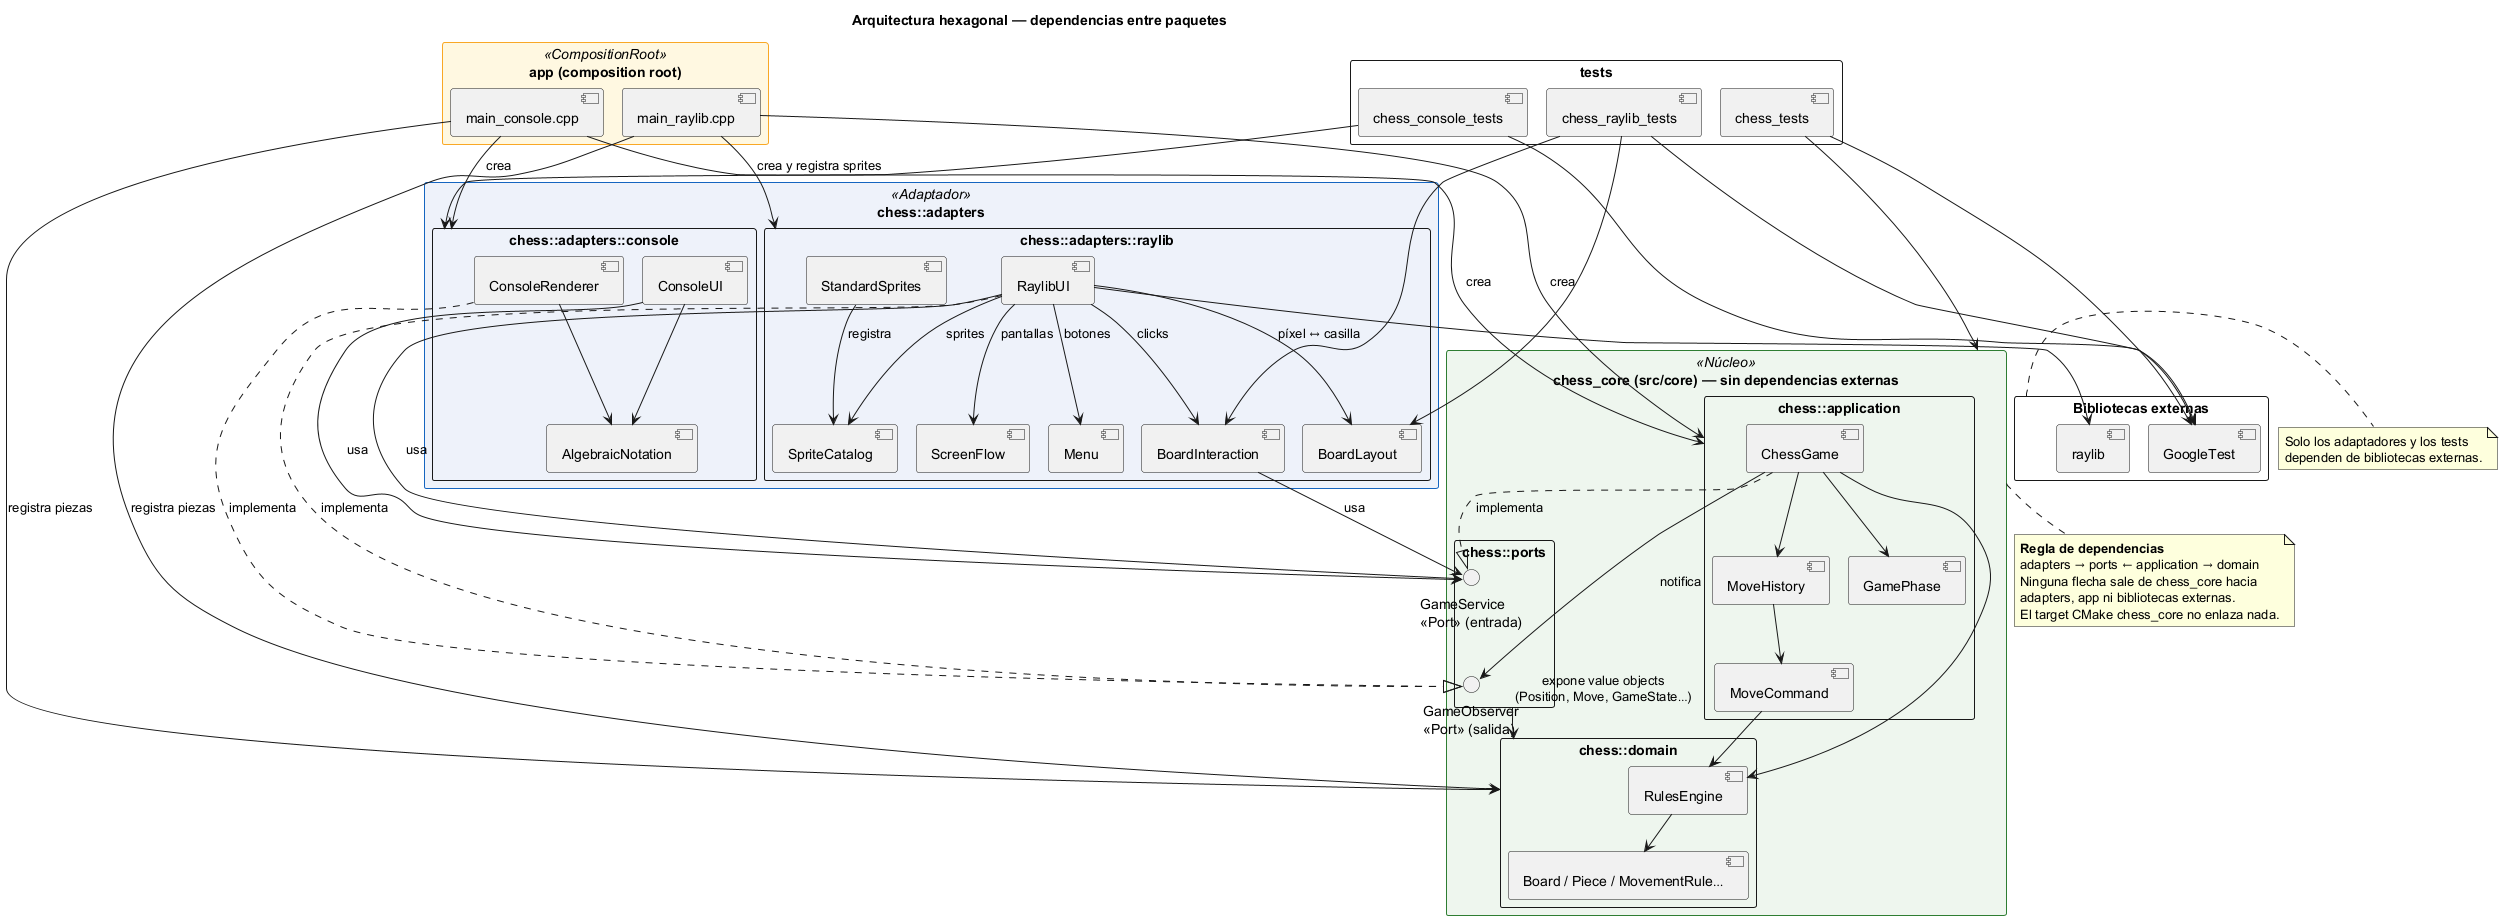 Arquitectura hexagonal — dependencias entre paquetes
«CompositionRoot»
app (composition root)
main_console.cpp
main_raylib.cpp
tests
chess_console_tests
chess_raylib_tests
chess_tests
crea
crea y registra sprites
«Adaptador»
chess::adapters
chess::adapters::console
ConsoleRenderer
ConsoleUI
AlgebraicNotation
chess::adapters::raylib
StandardSprites
RaylibUI
registra
sprites
pantallas
botones
clicks
píxel ↔ casilla
SpriteCatalog
ScreenFlow
Menu
BoardInteraction
BoardLayout
crea
crea
usa
usa
registra piezas
registra piezas
implementa
implementa
usa
«Núcleo»
chess_core (src/core) — sin dependencias externas
chess::application
ChessGame
implementa
MoveHistory
GamePhase
MoveCommand
notifica
chess::ports
GameService
«Port» (entrada)
GameObserver
«Port» (salida
expone value objects
(Position, Move, GameState...)
chess::domain
RulesEngine
Board / Piece / MovementRule...
Bibliotecas externas
raylib
GoogleTest
Solo los adaptadores y los tests
dependen de bibliotecas externas.
Regla de dependencias
adapters → ports ← application → domain
Ninguna flecha sale de chess_core hacia
adapters, app ni bibliotecas externas.
El target CMake chess_core no enlaza nada.